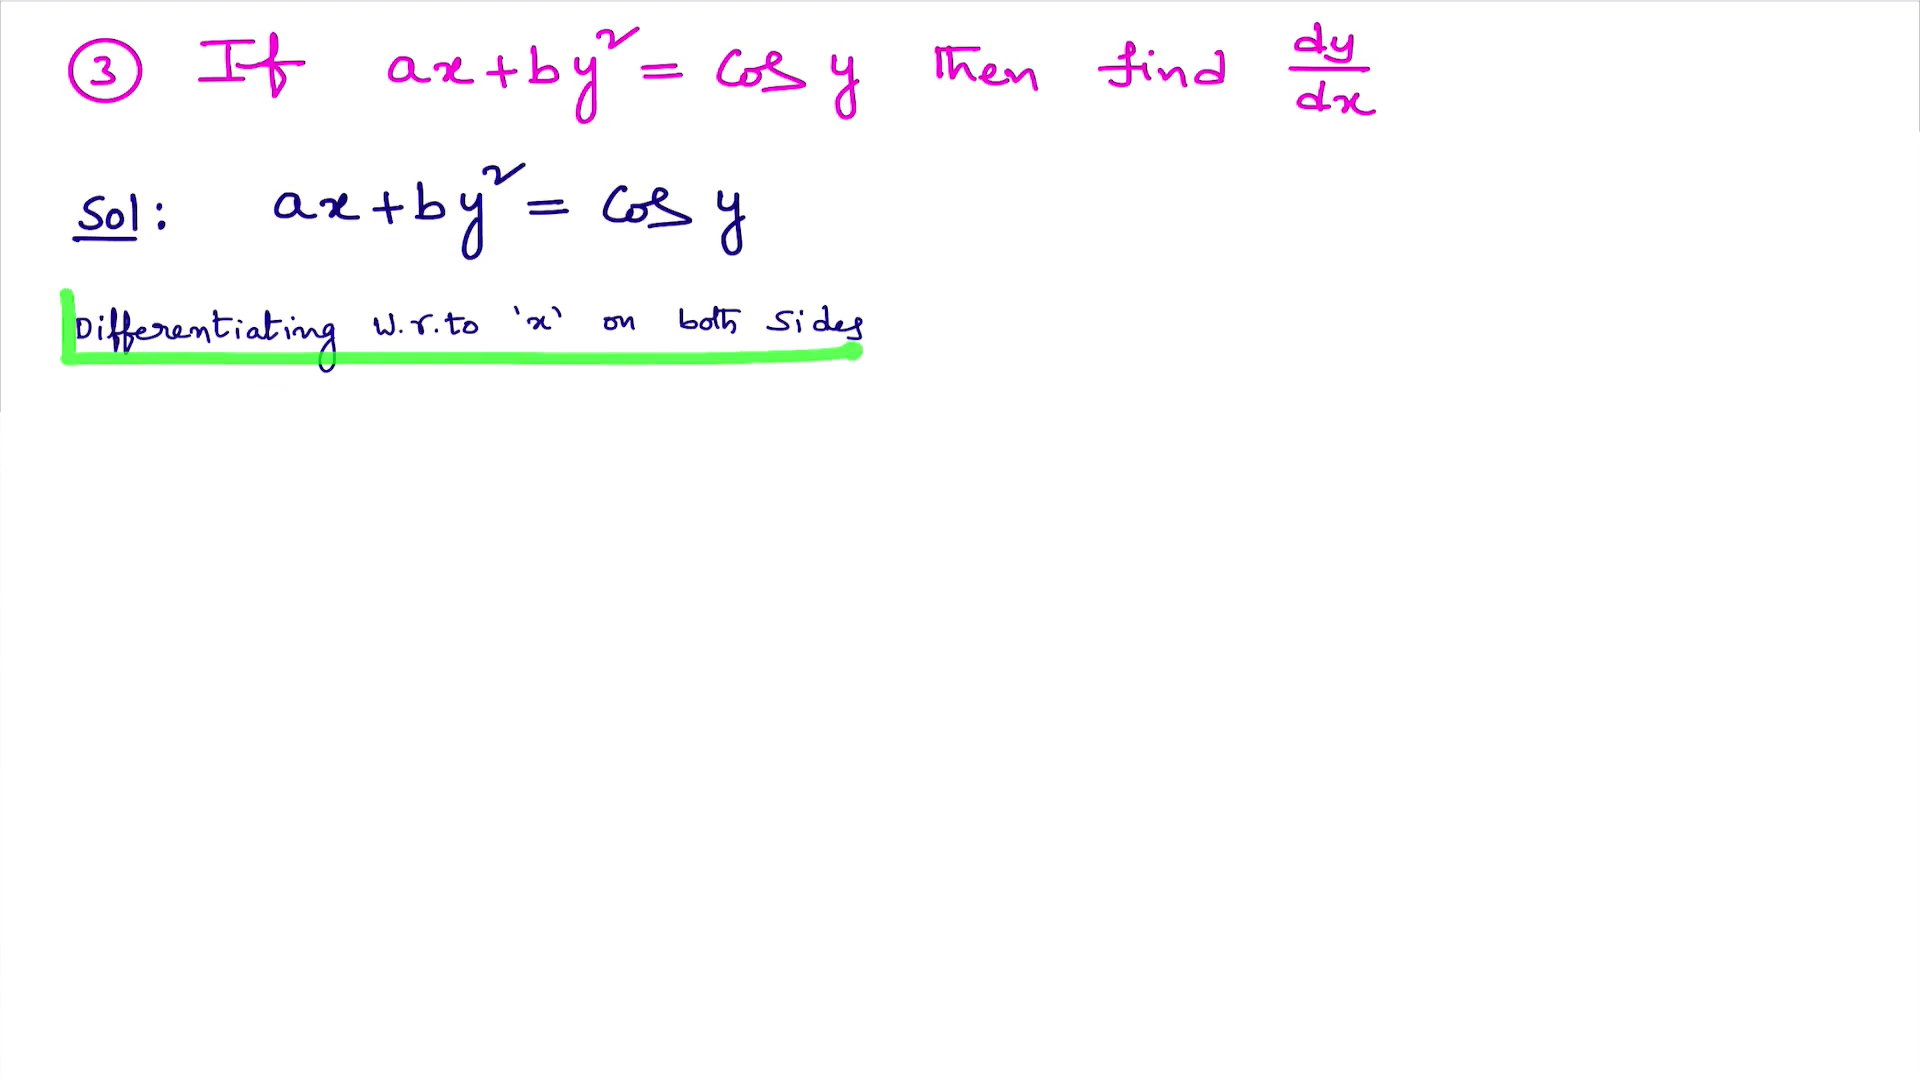 ③ If ax+by² = cos y then find dy/dx
Sol: ax+by² = cos y
Differentiating w.r.to 'x' on both sides